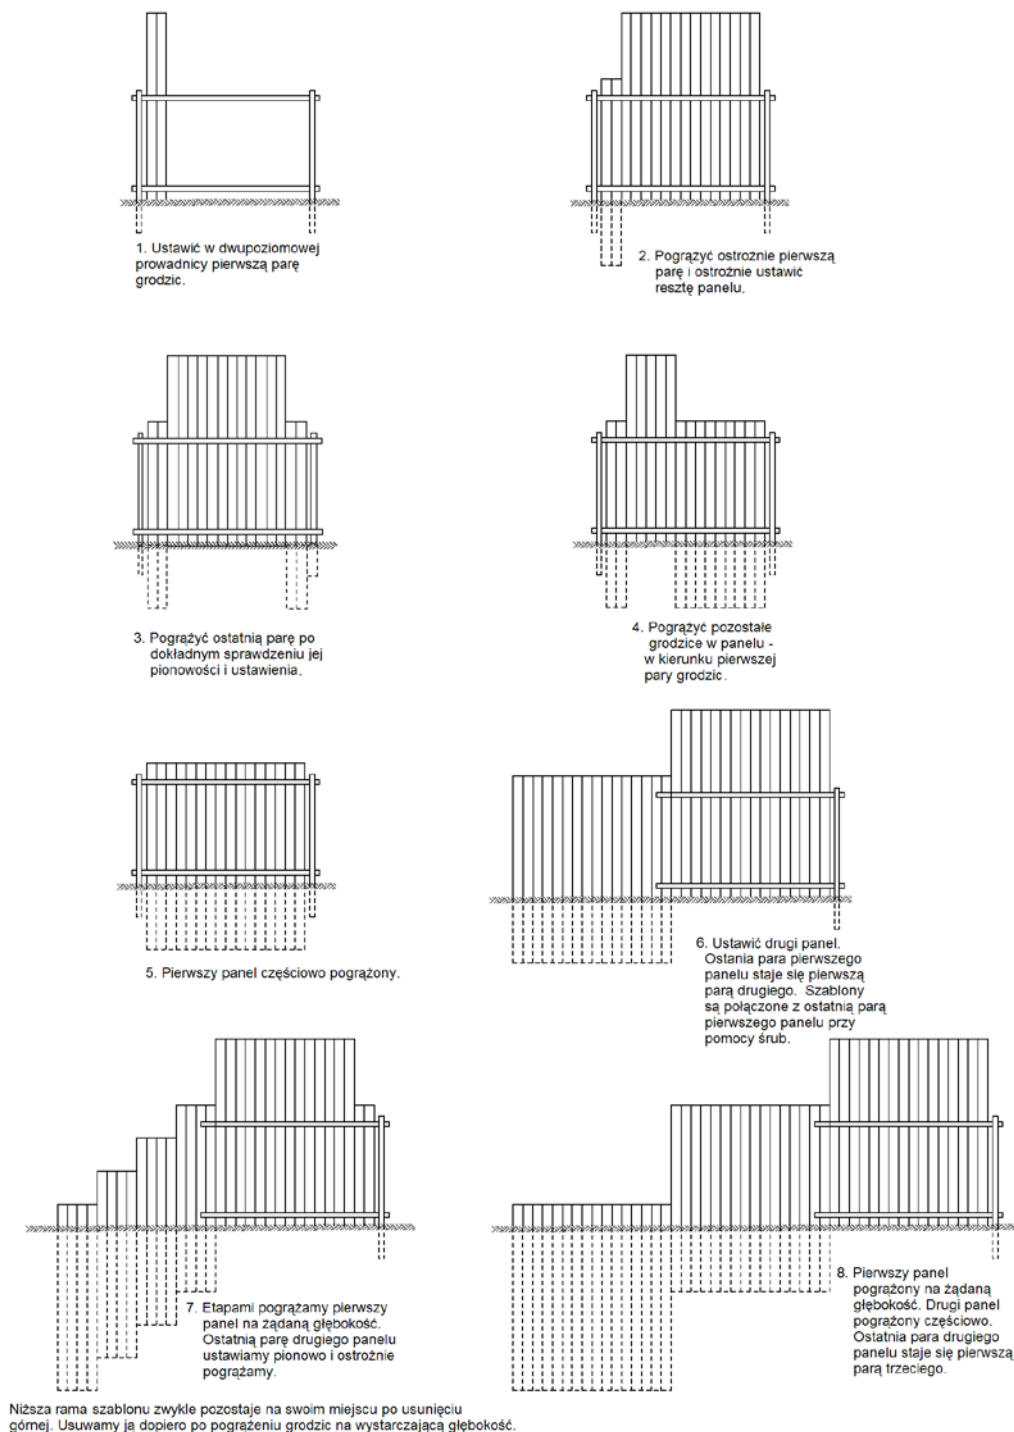 1. Ustawić w dwupoziomowej
prowadnicy pierwszą parę
grodzic.
2. Pogrążyć ostrożnie pierwszą
parę i ostrożnie ustawić
resztę panelu.
3. Pogrążyć ostatnią parę po
dokładnym sprawdzeniu jej
pionowości i ustawienia.
4. Pogrążyć pozostałe
grodzice w panelu -
w kierunku pierwszej
pary grodzic.
5. Pierwszy panel częściowo pogrążony.
6. Ustawić drugi panel.
Ostania para pierwszego
panelu staje się pierwszą
parą drugiego. Szablony
są połączone z ostatnią parą
pierwszego panelu przy
pomocy śrub.
7. Etapami pogrążamy pierwszy
panel na żądaną głębokość.
Ostatnią parę drugiego panelu
ustawiamy pionowo i ostrożnie
pogrążamy.
8. Pierwszy panel
pogrążony na żądaną
głębokość. Drugi panel
pogrążony częściowo.
Ostatnia para drugiego
panelu staje się pierwszą
parą trzeciego.
Niższa rama szablonu zwykle pozostaje na swoim miejscu po usunięciu
górnej. Usuwamy ją dopiero po pogrążeniu grodzic na wystarczającą głębokość.